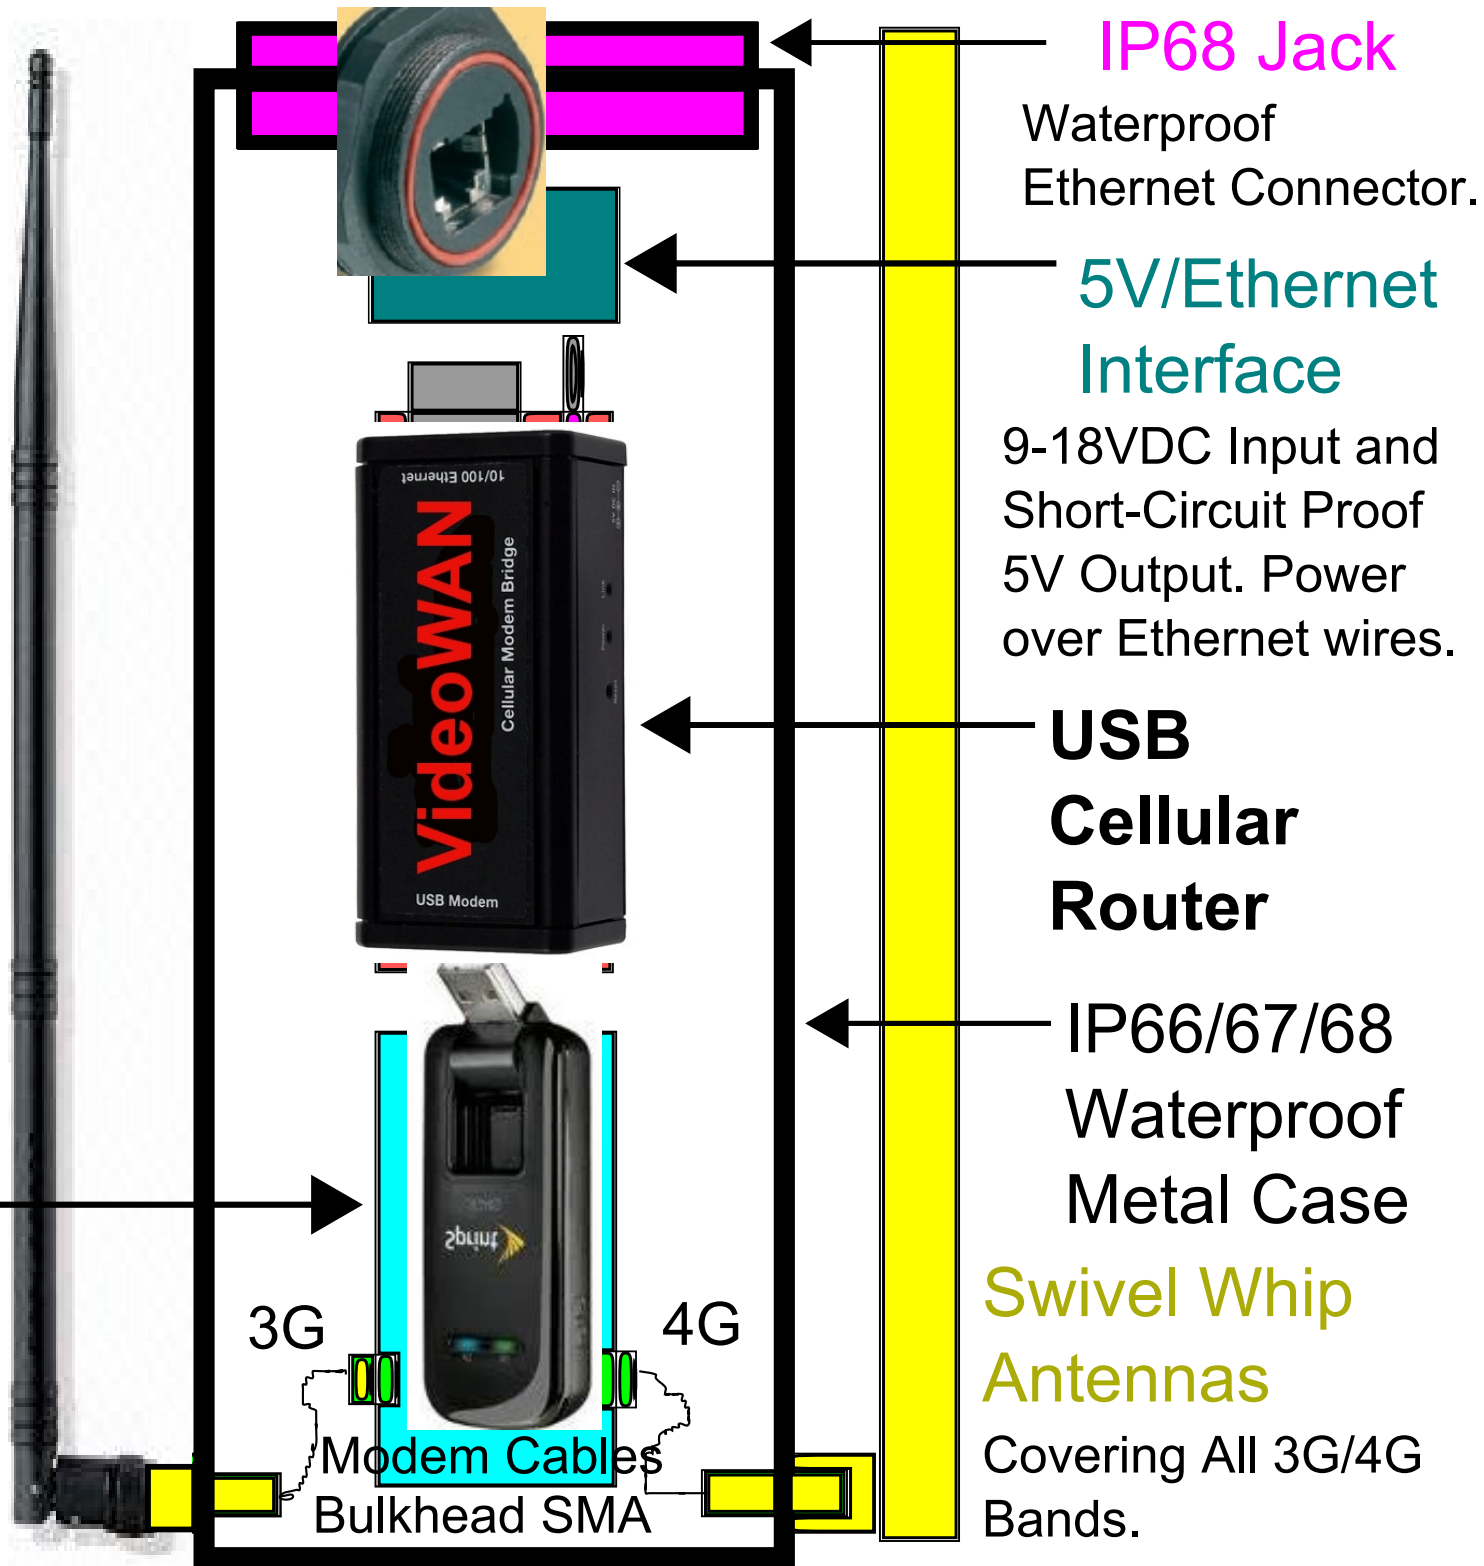 IP68 Jack
Waterproof
Ethernet Connector.
5V/Ethernet
Interface
9-18VDC Input and
Short-Circuit Proof
5V Output. Power
over Ethernet wires.
USB
Cellular
Router
IP66/67/68
Waterproof
Metal Case
Swivel Whip
Antennas
Covering All 3G/4G
Bands.
10/100 Ethernet
VideoWAN
Cellular Modem Bridge
USB Modem
Sprint
3G
4G
Modem Cables
Bulkhead SMA